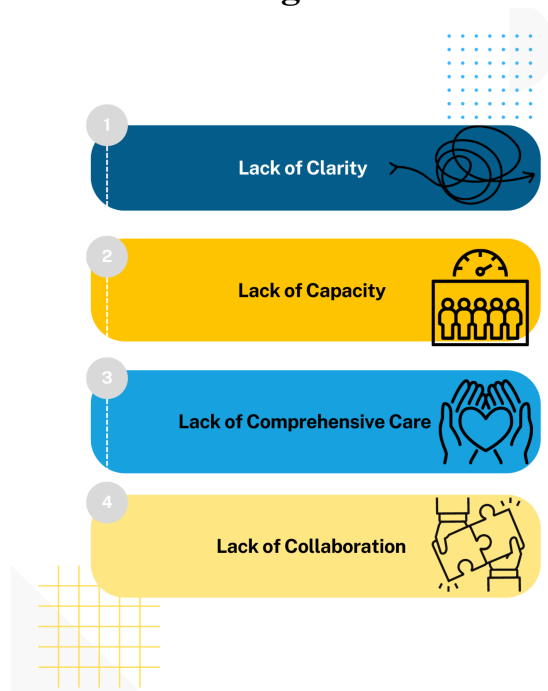 1
Lack of Clarity
2
Lack of Capacity
3
Lack of Comprehensive Care
4
Lack of Collaboration